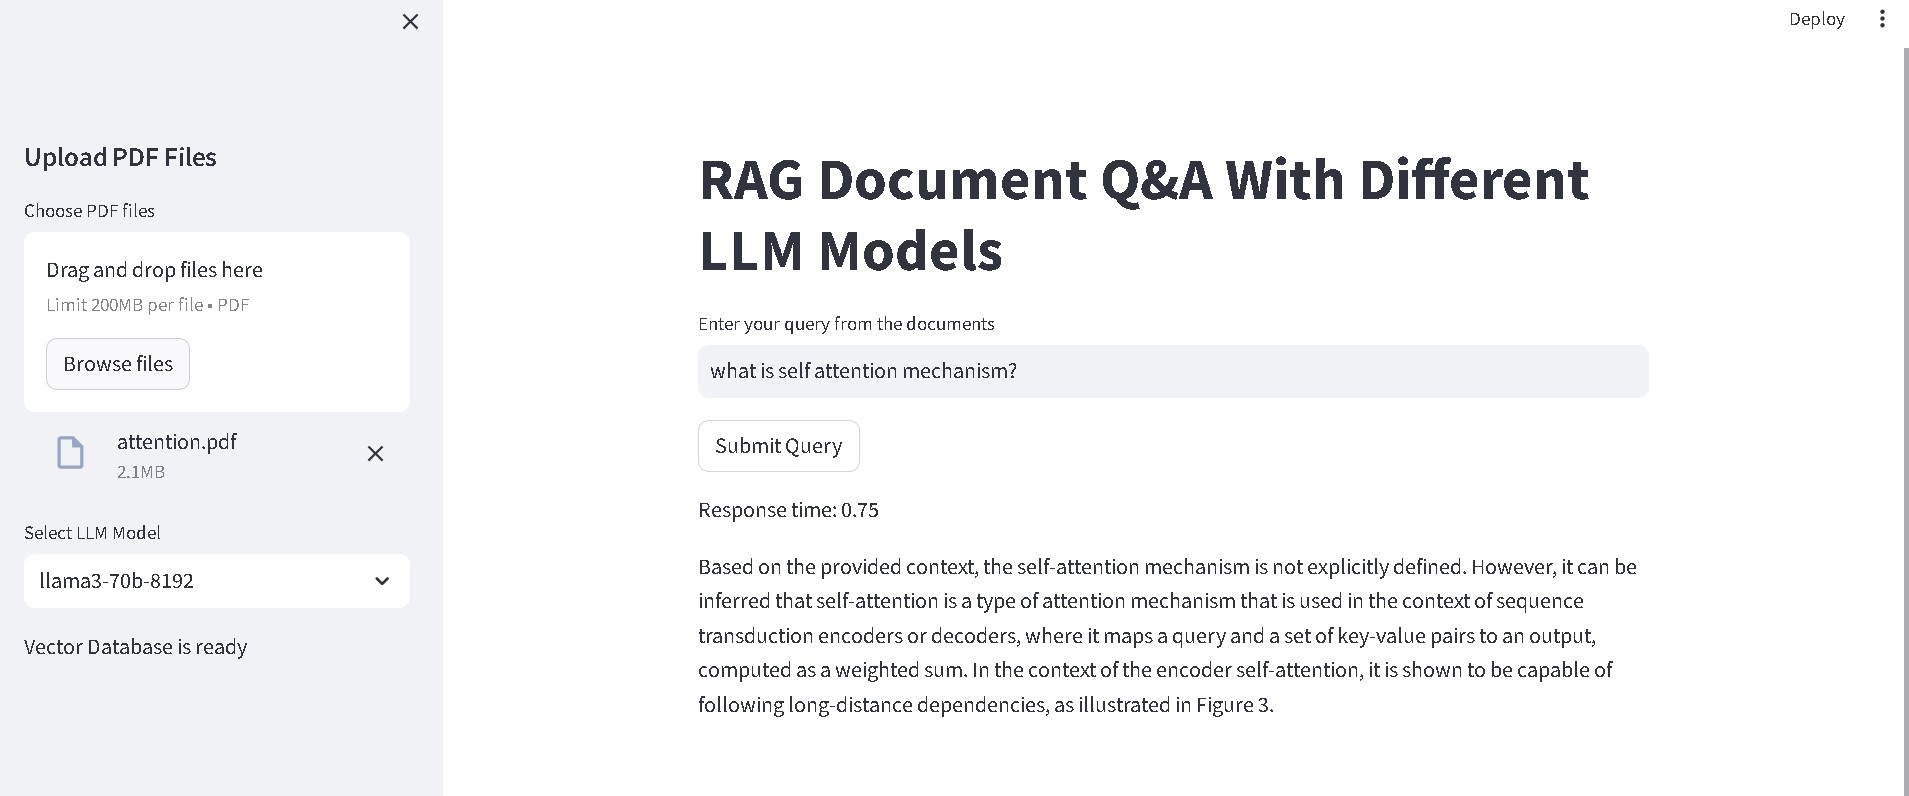 Deploy
Upload PDF Files
Choose PDF files
Drag and drop files here
Limit 200MB per file • PDF
Browse files
attention.pdf
2.1MB
Select LLM Model
llama3-70b-8192
Vector Database is ready
RAG Document Q&A With Different
LLM Models
Enter your query from the documents
what is self attention mechanism?
Submit Query
Response time: 0.75
Based on the provided context, the self-attention mechanism is not explicitly defined. However, it can be
inferred that self-attention is a type of attention mechanism that is used in the context of sequence
transduction encoders or decoders, where it maps a query and a set of key-value pairs to an output,
computed as a weighted sum. In the context of the encoder self-attention, it is shown to be capable of
following long-distance dependencies, as illustrated in Figure 3.